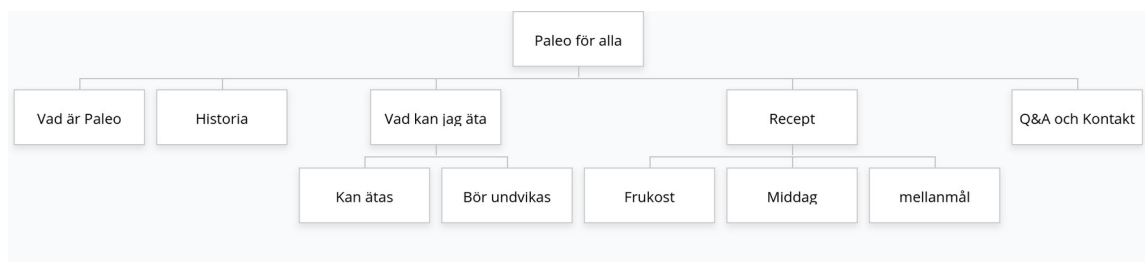 Paleo för alla
Vad är Paleo
Historia
Vad kan jag äta
Recept
Q&A och Kontakt
Kan ätas
Bör undvikas
Frukost
Middag
mellanmål